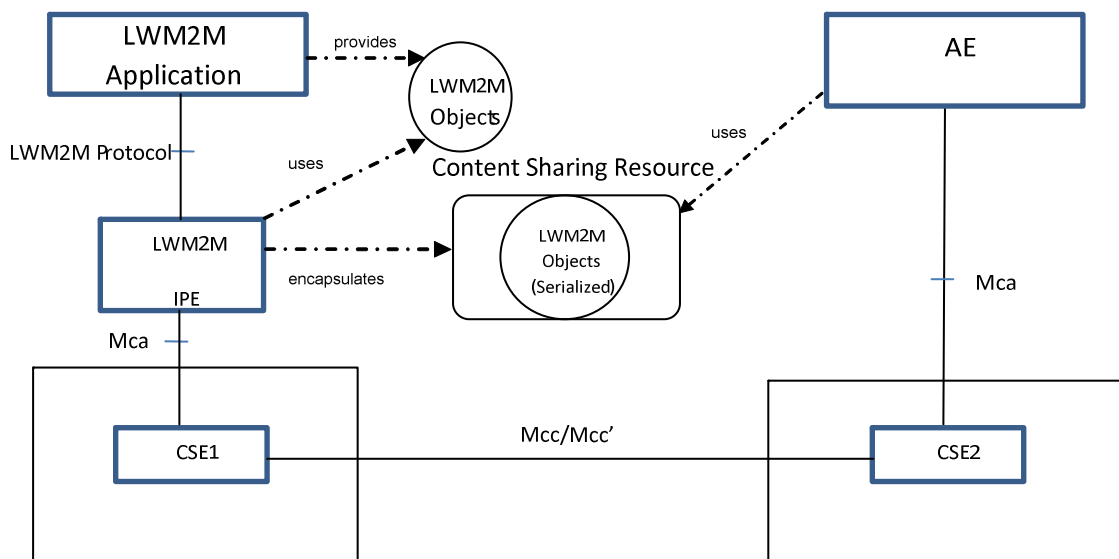 LWM2M
Application
provides
LWM2M
Objects
AE
LWM2M Protocol
uses
uses
Content Sharing Resource
LWM2M
IPE
encapsulates
LWM2M
Objects
(Serialized)
Mca
Mca
CSE1
Mcc/Mcc’
CSE2